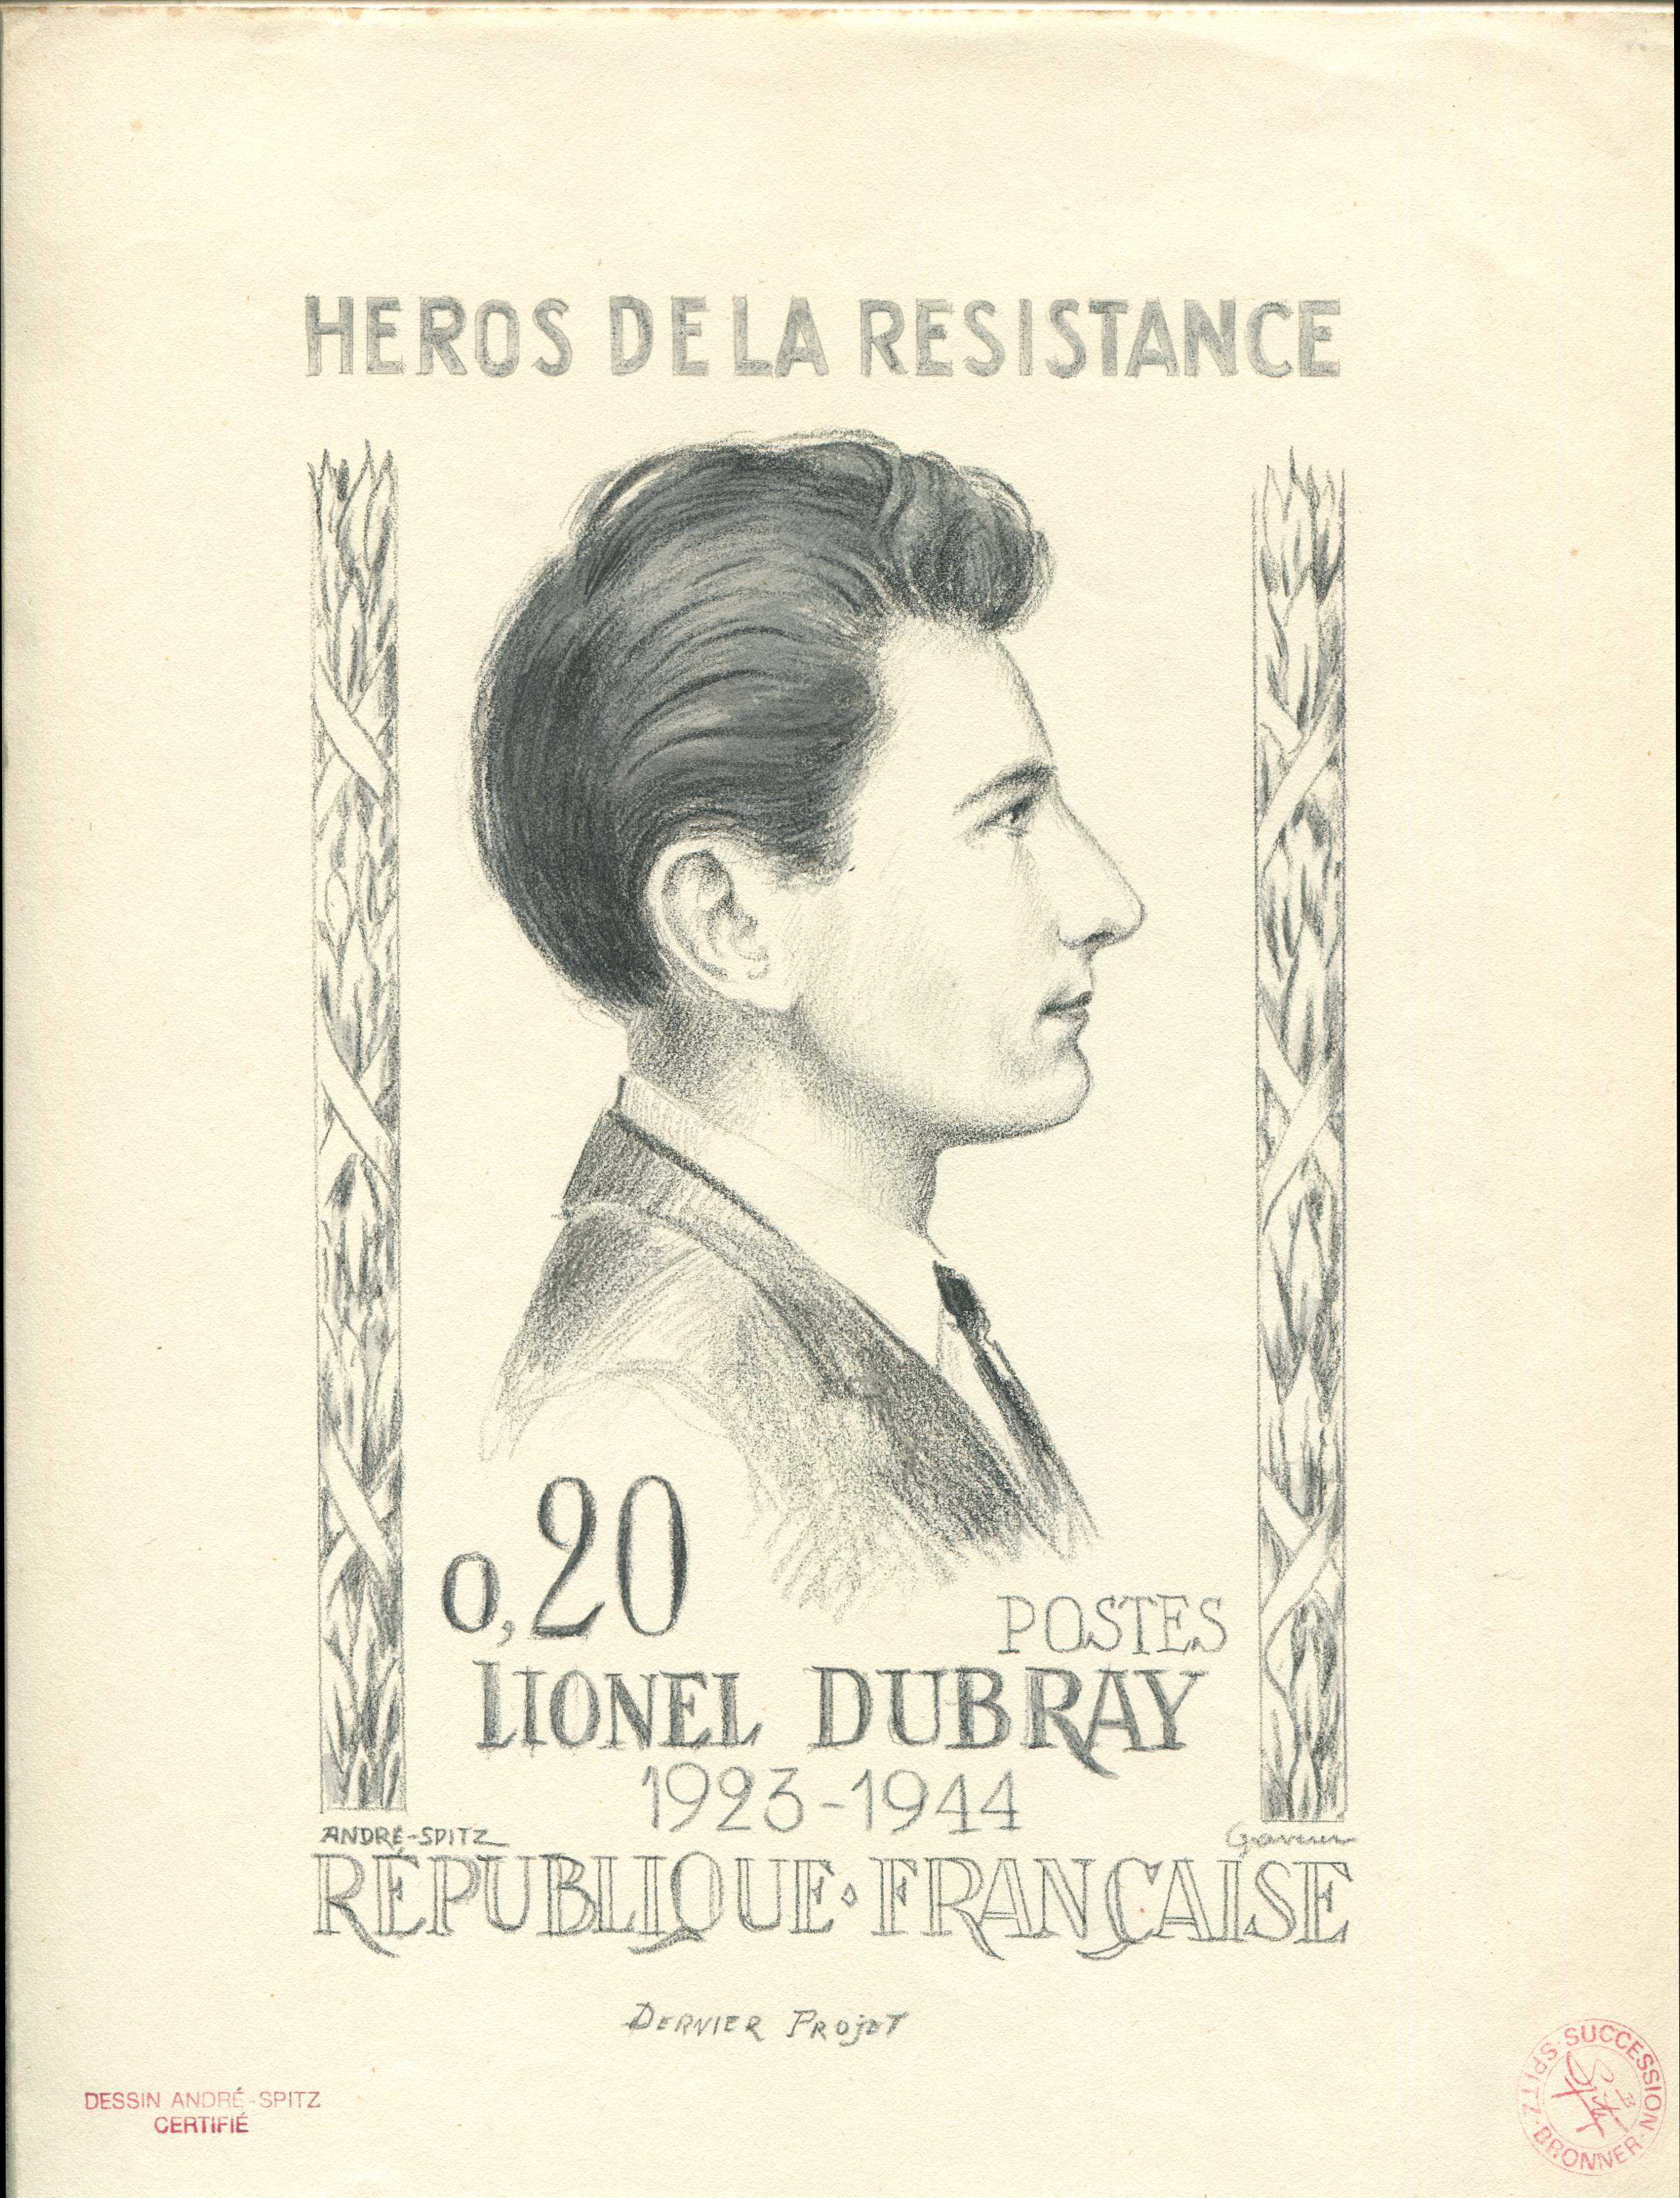 HEROS DE LA RESISTANCE
0,20
POSTES
LIONEL DUBRAY
1923-1944
ANDRÉ-SPITZ
RÉPUBLIQUE · FRANÇAISE
DERNIER PROJET
DESSIN ANDRÉ-SPITZ
CERTIFIÉ
SUCCESSION · BRONNER · SPITZ ·